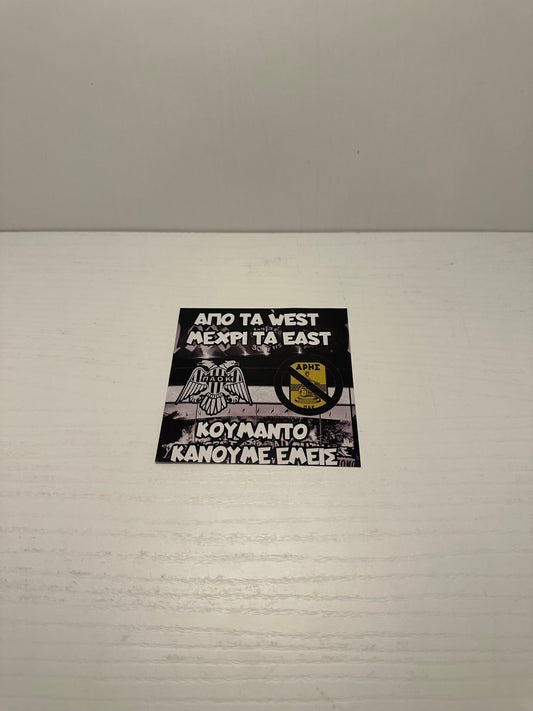 ΑΠΟ ΤΑ WEST
ΜΕΧΡΙ ΤΑ EAST
ΠΑΟΚ
ΑΡΗΣ
ΚΟΥΜΑΝΤΟ
ΚΑΝΟΥΜΕ ΕΜΕΙΣ